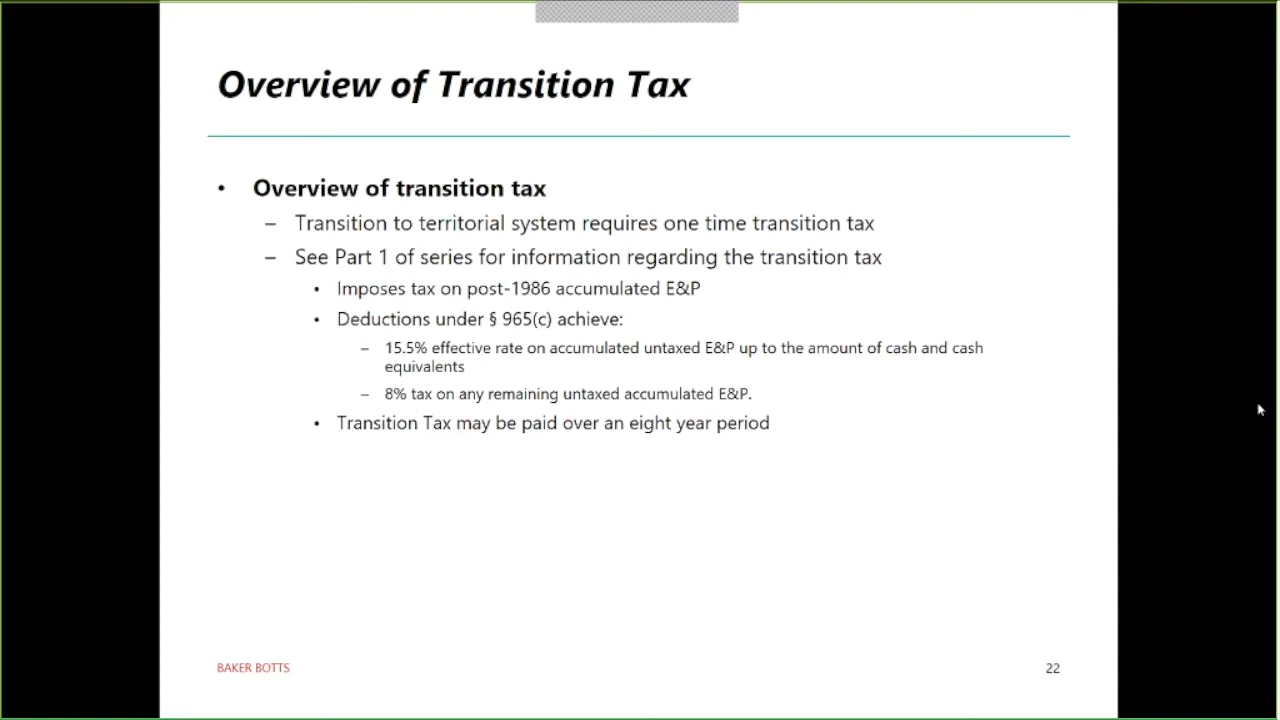 Overview of Transition Tax
• Overview of transition tax
– Transition to territorial system requires one time transition tax
– See Part 1 of series for information regarding the transition tax
• Imposes tax on post-1986 accumulated E&P
• Deductions under § 965(c) achieve:
– 15.5% effective rate on accumulated untaxed E&P up to the amount of cash and cash
equivalents
– 8% tax on any remaining untaxed accumulated E&P.
• Transition Tax may be paid over an eight year period
BAKER BOTTS
22